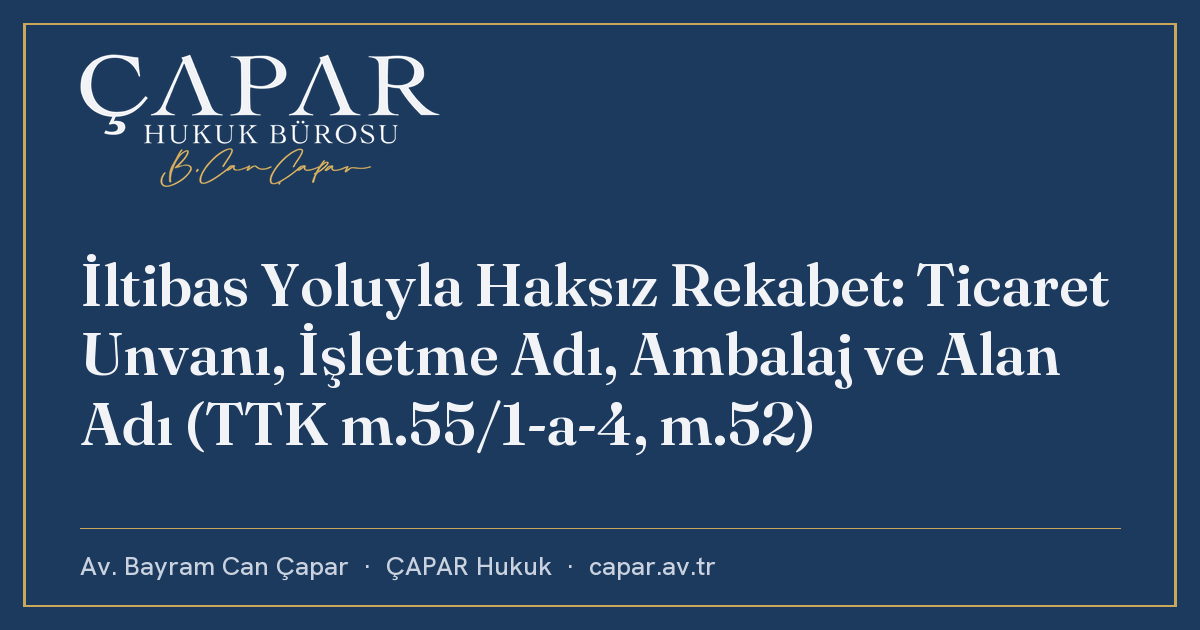 ÇAPAR
HUKUK BÜROSU
B.Can Çapar
İltibas Yoluyla Haksız Rekabet: Ticaret
Unvanı, İşletme Adı, Ambalaj ve Alan
Adı (TTK m.55/1-a-4, m.52)
Av. Bayram Can Çapar · ÇAPAR Hukuk · capar.av.tr